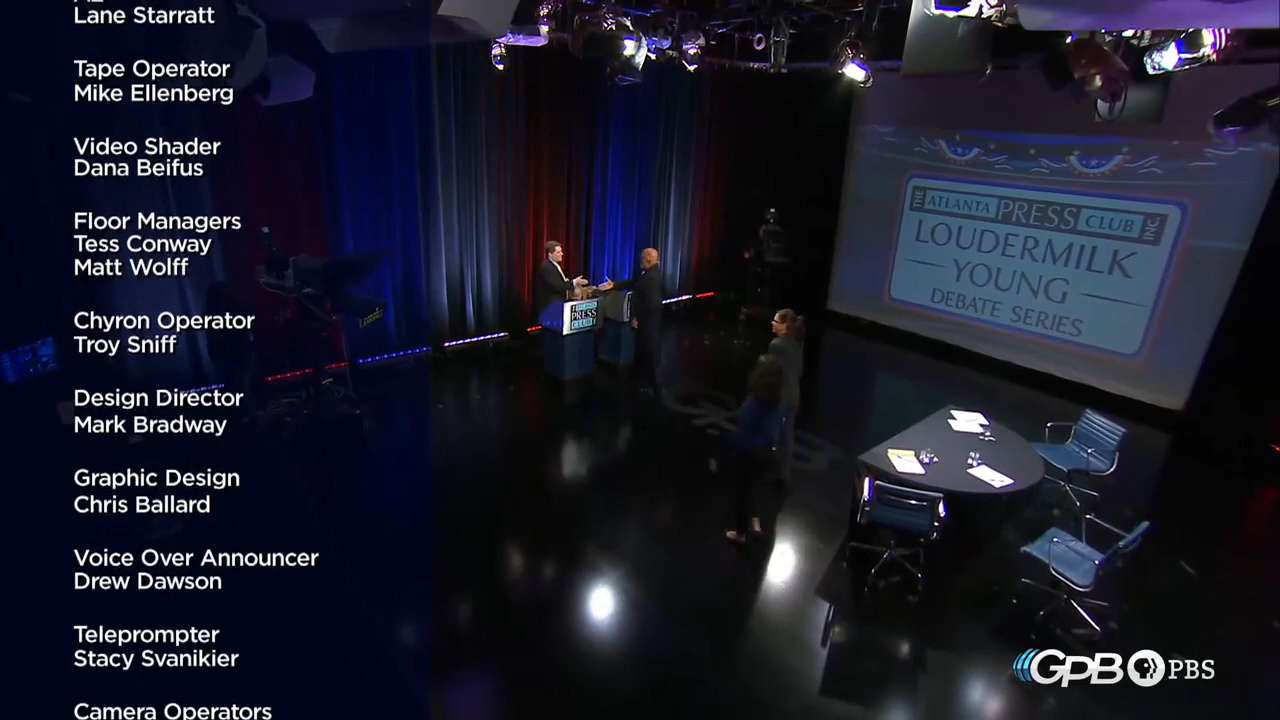 Lane Starratt
Tape Operator
Mike Ellenberg
Video Shader
Dana Beifus
Floor Managers
Tess Conway
Matt Wolff
Chyron Operator
Troy Sniff
Design Director
Mark Bradway
Graphic Design
Chris Ballard
Voice Over Announcer
Drew Dawson
Teleprompter
Stacy Svanikier
Camera Operators
ATLANTA
PRESS
CLUB
THE ATLANTA PRESS CLUB INC.
LOUDERMILK
YOUNG
DEBATE SERIES
GPB PBS